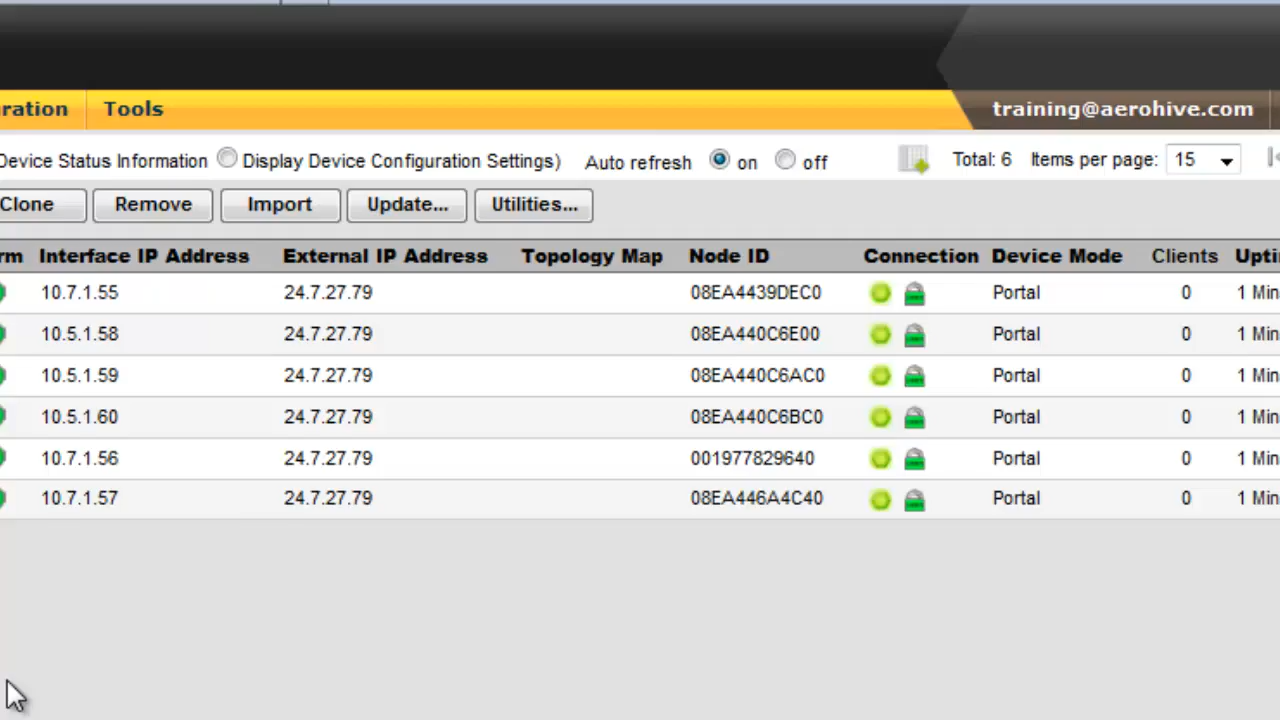 ration Tools training@aerohive.com
Device Status Information Display Device Configuration Settings) Auto refresh on off Total: 6 Items per page: 15
Clone Remove Import Update... Utilities...
rm Interface IP Address External IP Address Topology Map Node ID Connection Device Mode Clients Upti
10.7.1.55 24.7.27.79 08EA4439DEC0 Portal 0 1 Min
10.5.1.58 24.7.27.79 08EA440C6E00 Portal 0 1 Min
10.5.1.59 24.7.27.79 08EA440C6AC0 Portal 0 1 Min
10.5.1.60 24.7.27.79 08EA440C6BC0 Portal 0 1 Min
10.7.1.56 24.7.27.79 001977829640 Portal 0 1 Min
10.7.1.57 24.7.27.79 08EA446A4C40 Portal 0 1 Min